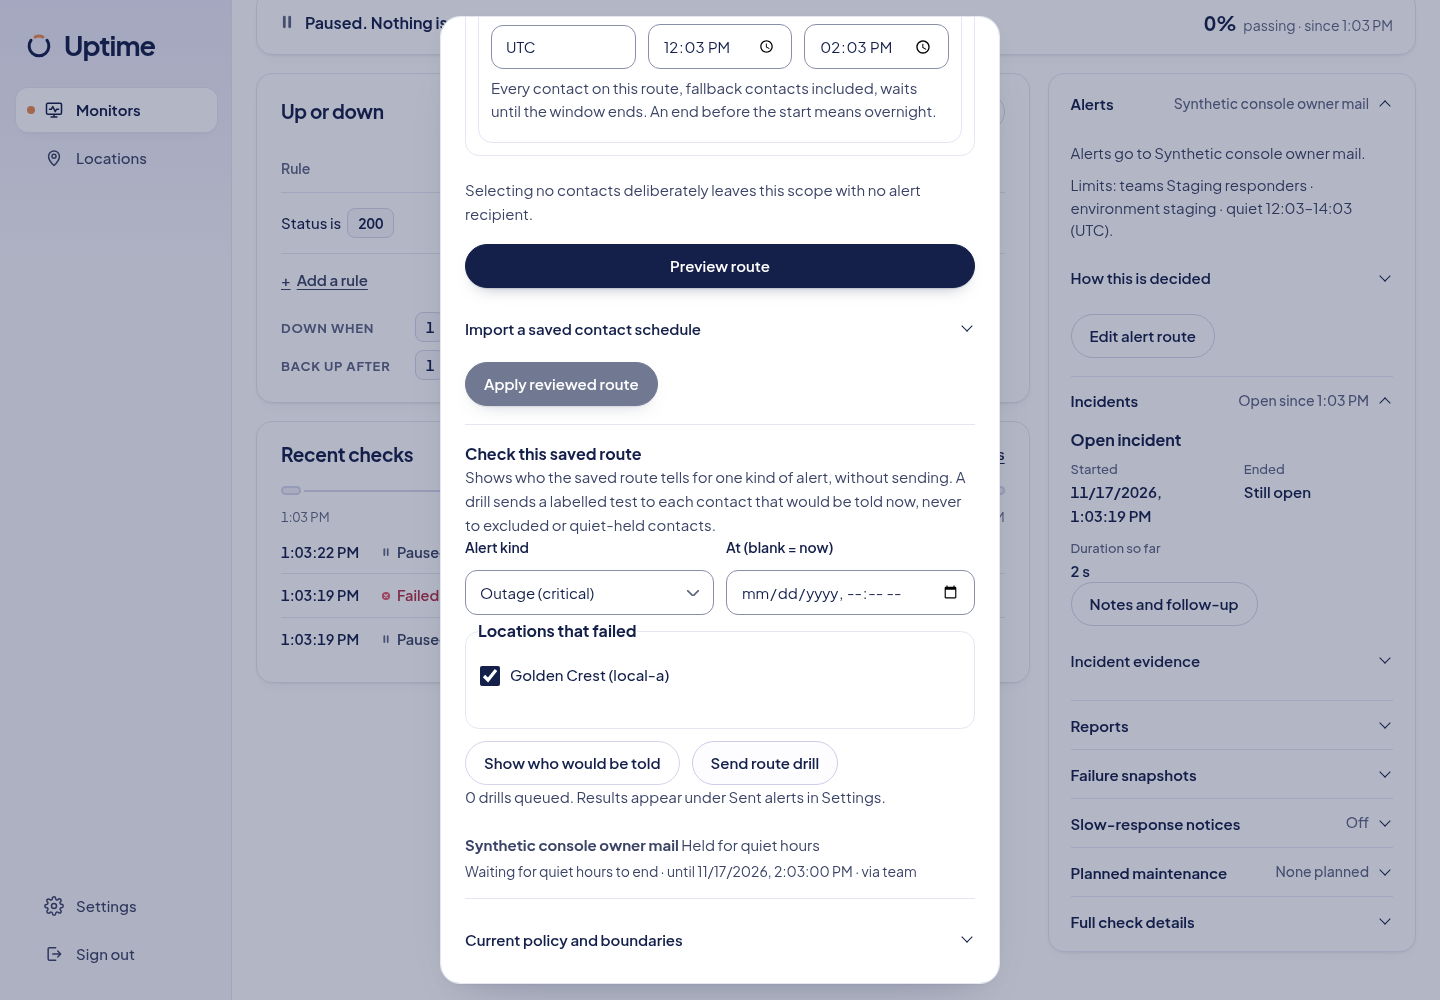 Uptime
Monitors
Locations
Settings
Sign out
Paused. Nothing is
0% passing · since 1:03 PM
Up or down
Rule
Status is 200
+ Add a rule
DOWN WHEN 1
BACK UP AFTER 1
Recent checks
1:03 PM
1:03:22 PM Pause
1:03:19 PM Failed
1:03:19 PM Pause
UTC 12:03 PM 02:03 PM
Every contact on this route, fallback contacts included, waits
until the window ends. An end before the start means overnight.
Selecting no contacts deliberately leaves this scope with no alert
recipient.
Preview route
Import a saved contact schedule
Apply reviewed route
Check this saved route
Shows who the saved route tells for one kind of alert, without sending. A
drill sends a labelled test to each contact that would be told now, never
to excluded or quiet-held contacts.
Alert kind At (blank = now)
Outage (critical) mm/dd/yyyy, --:-- --
Locations that failed
Golden Crest (local-a)
Show who would be told Send route drill
0 drills queued. Results appear under Sent alerts in Settings.
Synthetic console owner mail Held for quiet hours
Waiting for quiet hours to end · until 11/17/2026, 2:03:00 PM · via team
Current policy and boundaries
Alerts Synthetic console owner mail
Alerts go to Synthetic console owner mail.
Limits: teams Staging responders ·
environment staging · quiet 12:03–14:03
(UTC).
How this is decided
Edit alert route
Incidents Open since 1:03 PM
Open incident
Started Ended
11/17/2026, Still open
1:03:19 PM
Duration so far
2 s
Notes and follow-up
Incident evidence
Reports
Failure snapshots
Slow-response notices Off
Planned maintenance None planned
Full check details